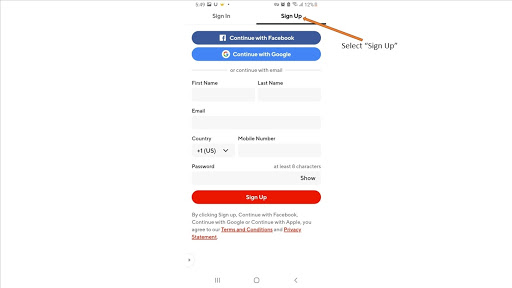 5:49
12%
Sign In
Sign Up
Select "Sign Up"
Continue with Facebook
Continue with Google
or continue with email
First Name
Last Name
Email
Country
Mobile Number
+1 (US)
Password
at least 8 characters
Show
Sign Up
By clicking Sign up, Continue with Facebook,
Continue with Google or Continue with Apple, you
agree to our Terms and Conditions and Privacy
Statement.